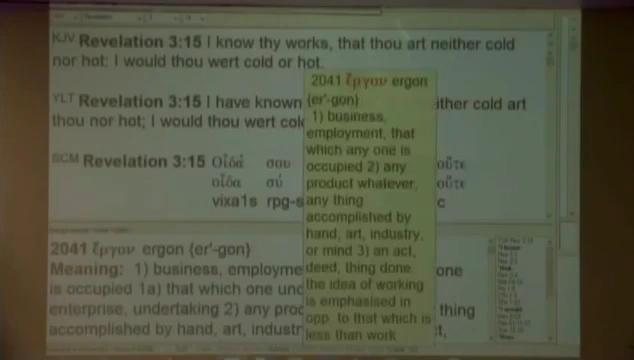 KJV Revelation 3:15 I know thy works, that thou art neither cold
nor hot: I would thou wert cold or hot.
YLT Revelation 3:15 I have known
ither cold art
thou nor hot; I would thou wert col
SCM Revelation 3:15 Οἶδά σου
οὔτε
οἶδα σύ
οὔτε
vixa1s rpg-s
c
2041 ἔργον ergon
(er'-gon)
1) business,
employment, that
which any one is
occupied 2) any
product whatever,
any thing
accomplished by
hand, art, industry,
or mind 3) an act,
deed, thing done:
the idea of working
is emphasised in
opp. to that which is
less than work
2041 ἔργον ergon (er'-gon)
Meaning: 1) business, employme
one
is occupied 1a) that which one und
enterprise, undertaking 2) any prod
thing
accomplished by hand, art, industr